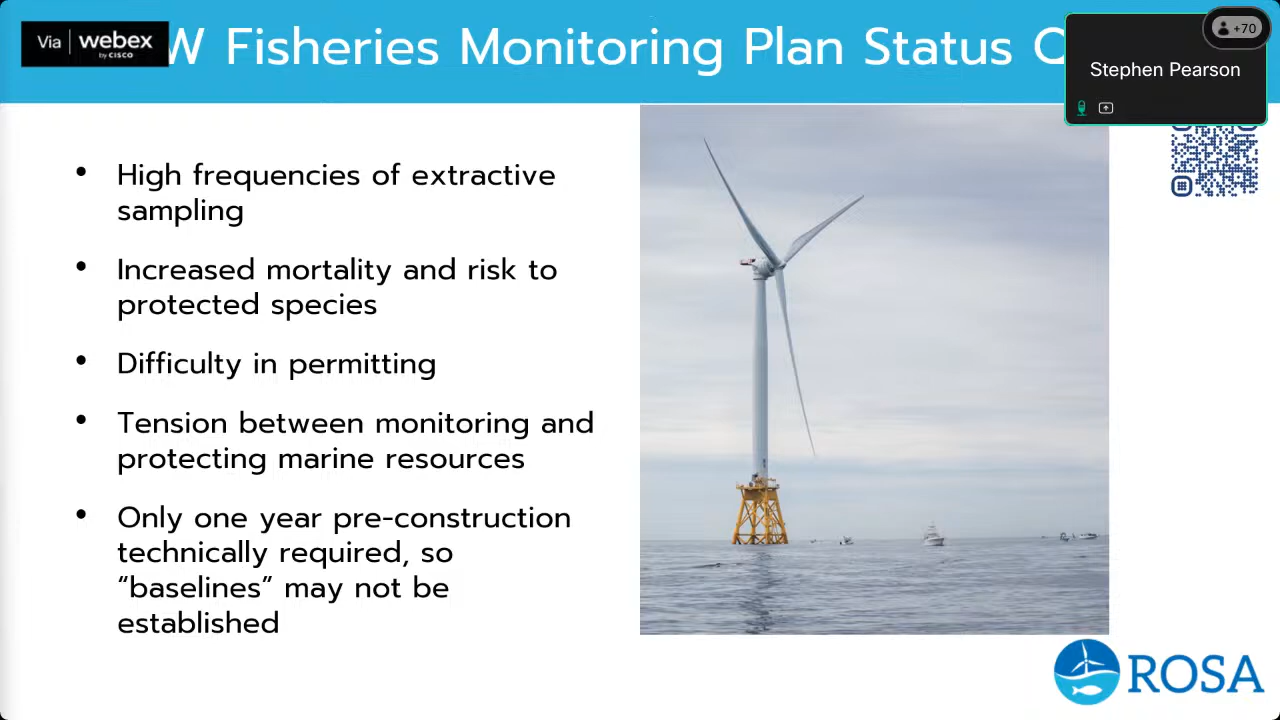 Via webex
by CISCO
W Fisheries Monitoring Plan Status
+70
Stephen Pearson
• High frequencies of extractive
sampling
• Increased mortality and risk to
protected species
• Difficulty in permitting
• Tension between monitoring and
protecting marine resources
• Only one year pre-construction
technically required, so
“baselines” may not be
established
ROSA